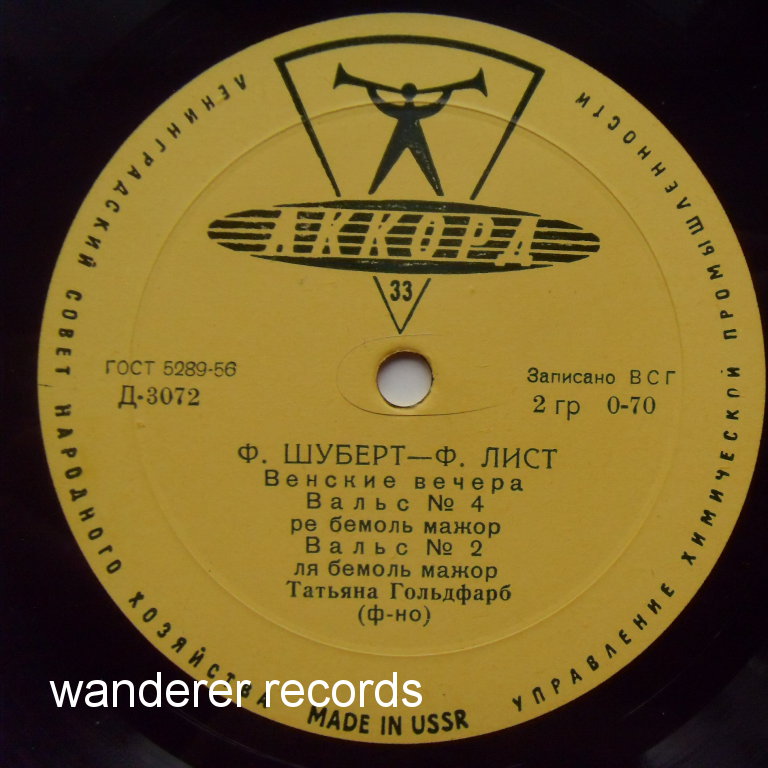 ЛЕНИНГРАДСКИЙ СОВЕТ НАРОДНОГО ХОЗЯЙСТВА
УПРАВЛЕНИЕ ХИМИЧЕСКОЙ ПРОМЫШЛЕННОСТИ
АККОРД
33
ГОСТ 5289-56
Д-3072
Записано ВСГ
2 гр 0-70
Ф. ШУБЕРТ—Ф. ЛИСТ
Венские вечера
Вальс № 4
ре бемоль мажор
Вальс № 2
ля бемоль мажор
Татьяна Гольдфарб
(ф-но)
wanderer records
MADE IN USSR